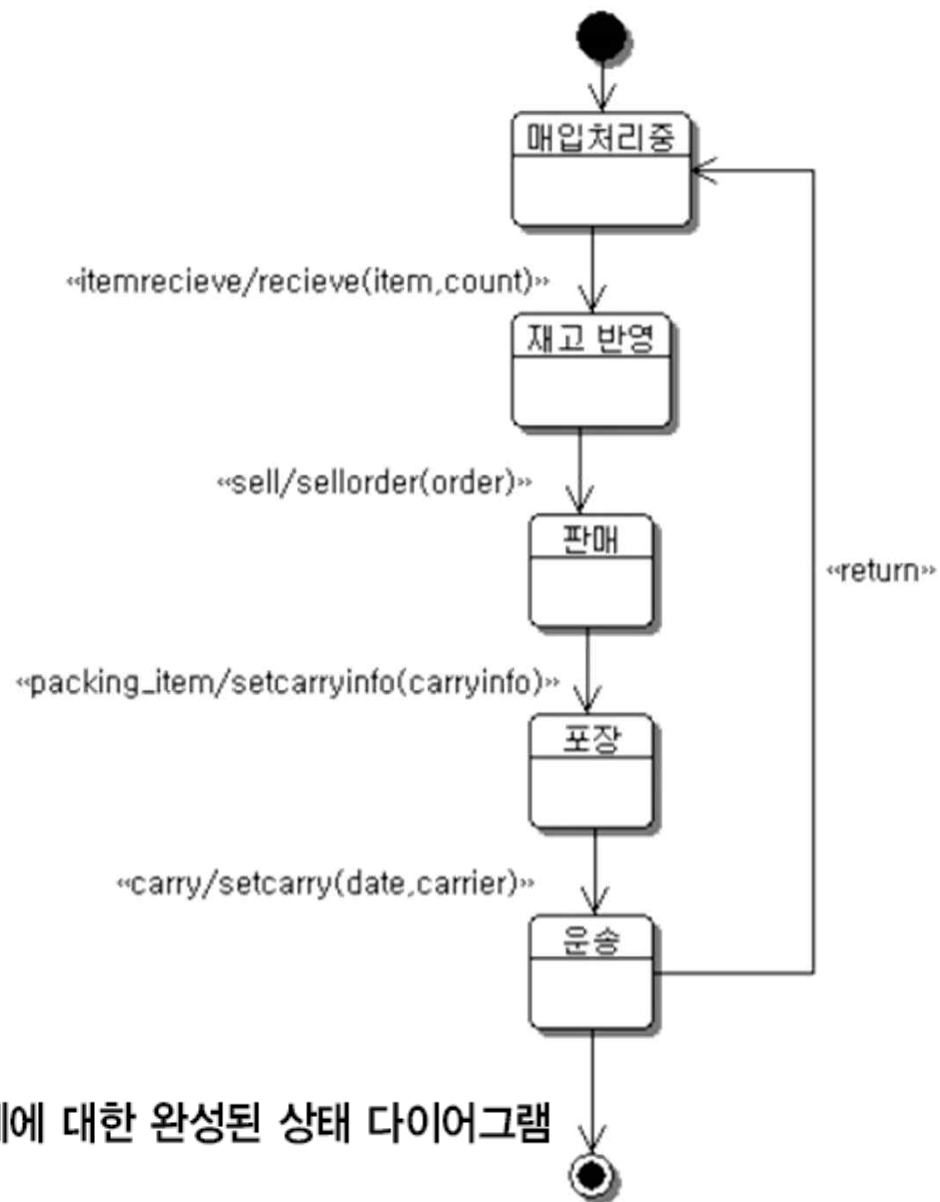 매입처리중
«itemrecieve/recieve(item,count)»
재고 반영
«sell/sellorder(order)»
판매
«return»
«packing_item/setcarryinfo(carryinfo)»
포장
«carry/setcarry(date,carrier)»
운송
대한 완성된 상태 다이어그램